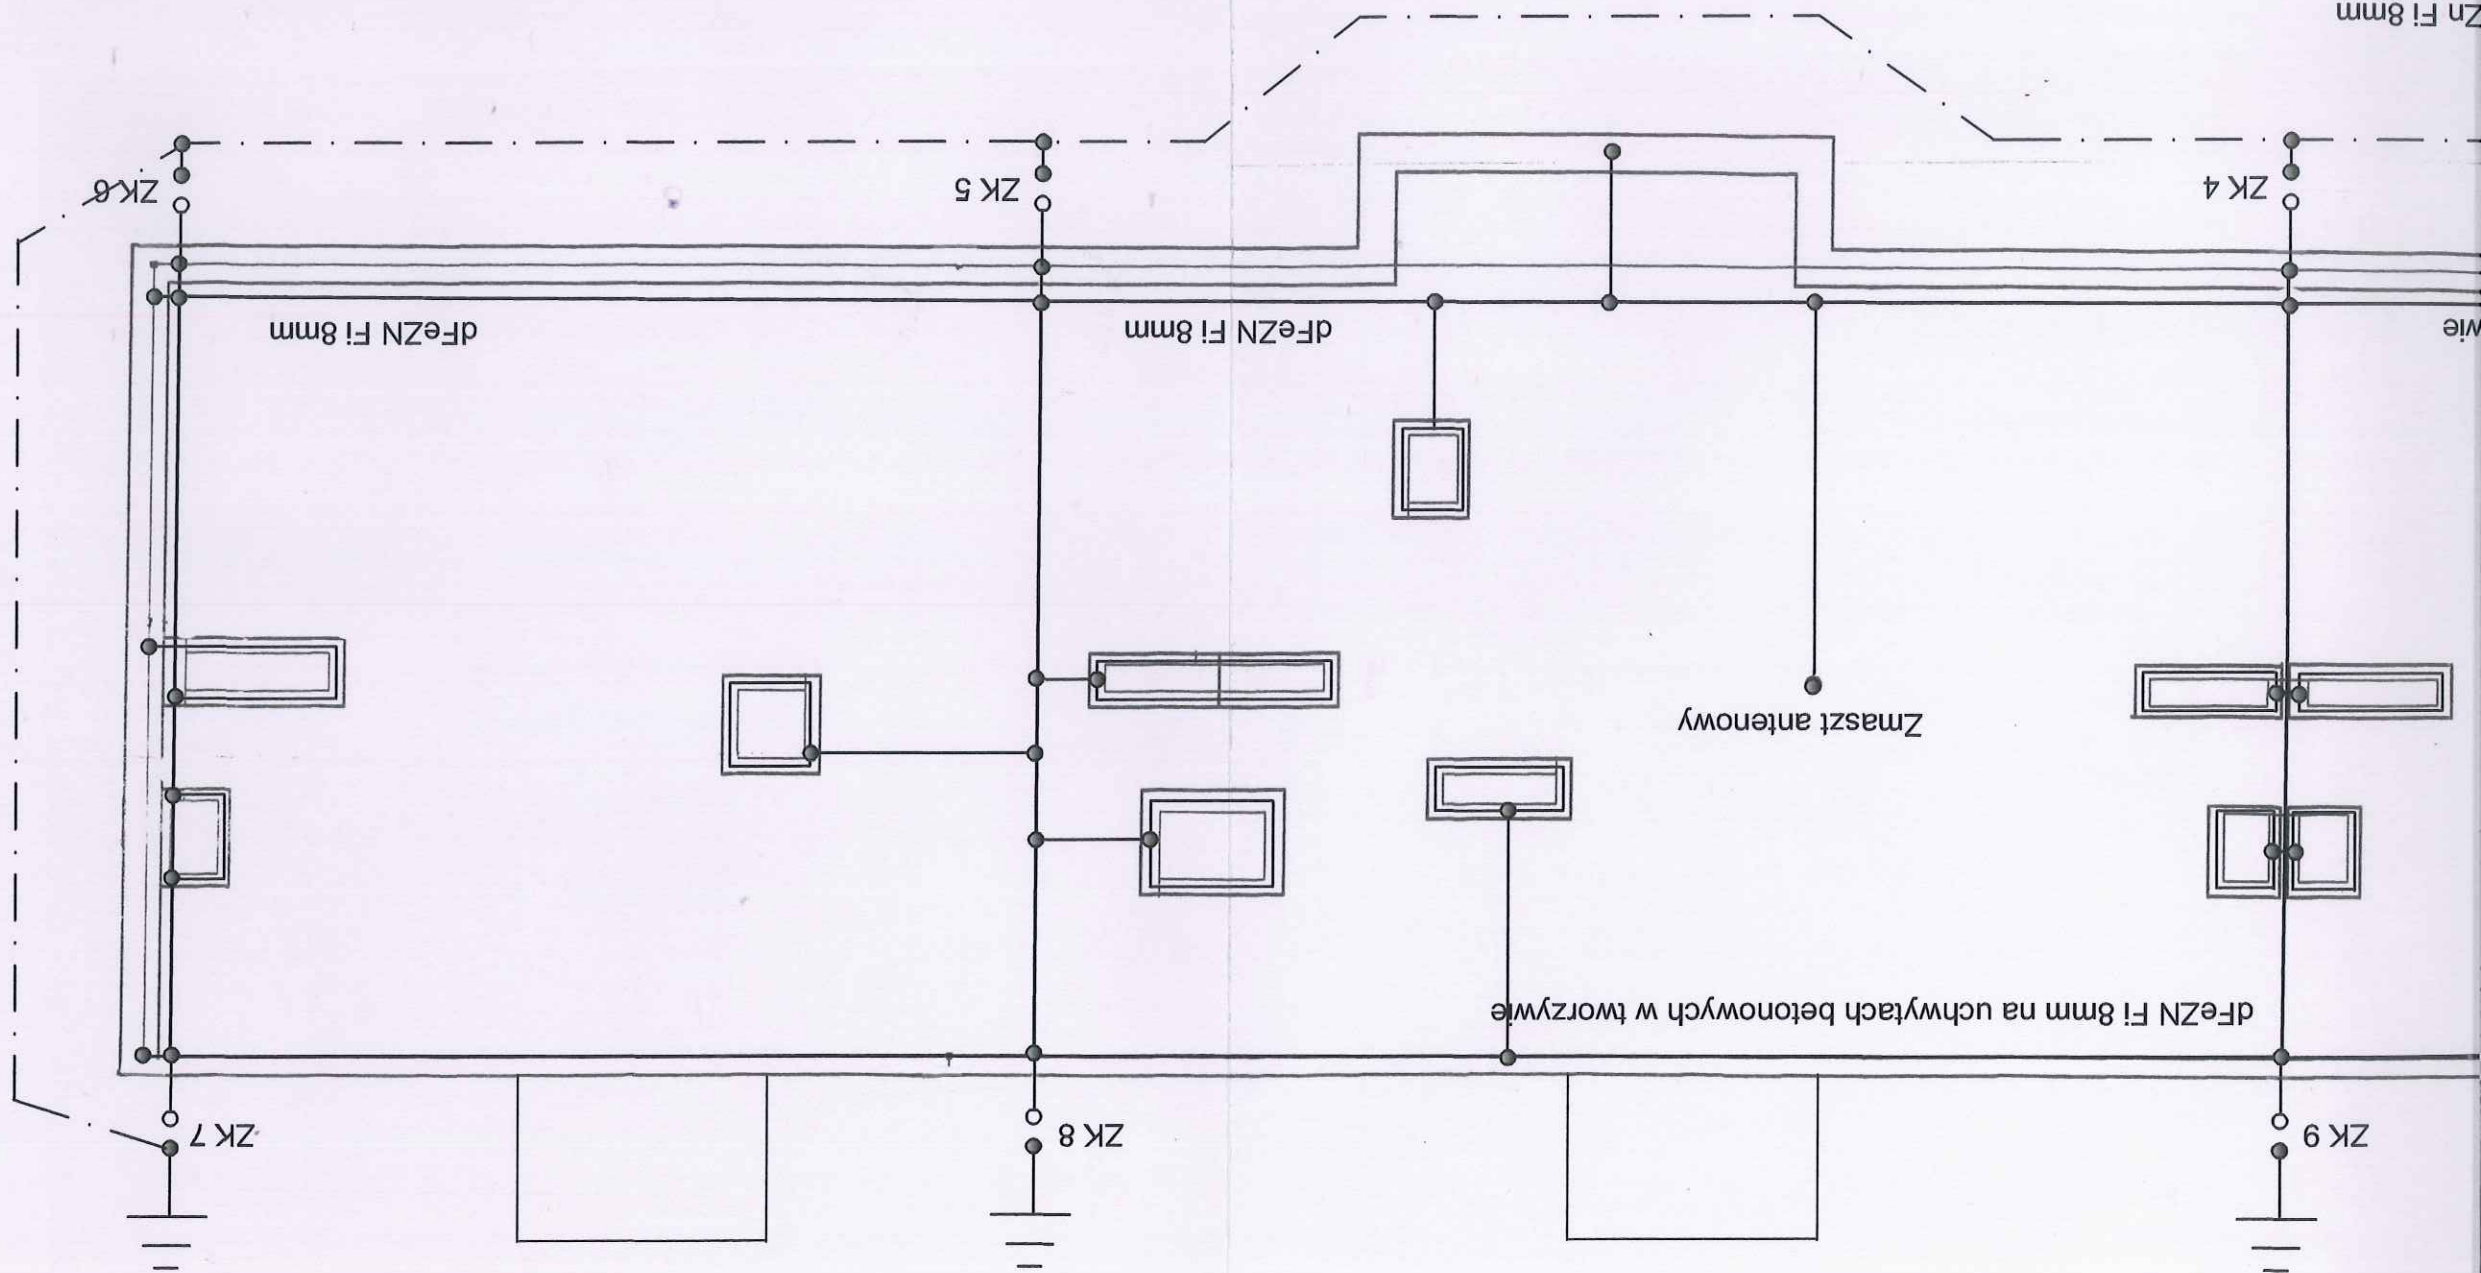 ZK 9
ZK 8
ZK 7
dFeZN Fi 8mm na uchwytach betonowych w tworzywie
Zmaszt antenowy
wie
dFeZN Fi 8mm
dFeZN Fi 8mm
ZK 4
ZK 5
ZK 6
Zn Fi 8mm